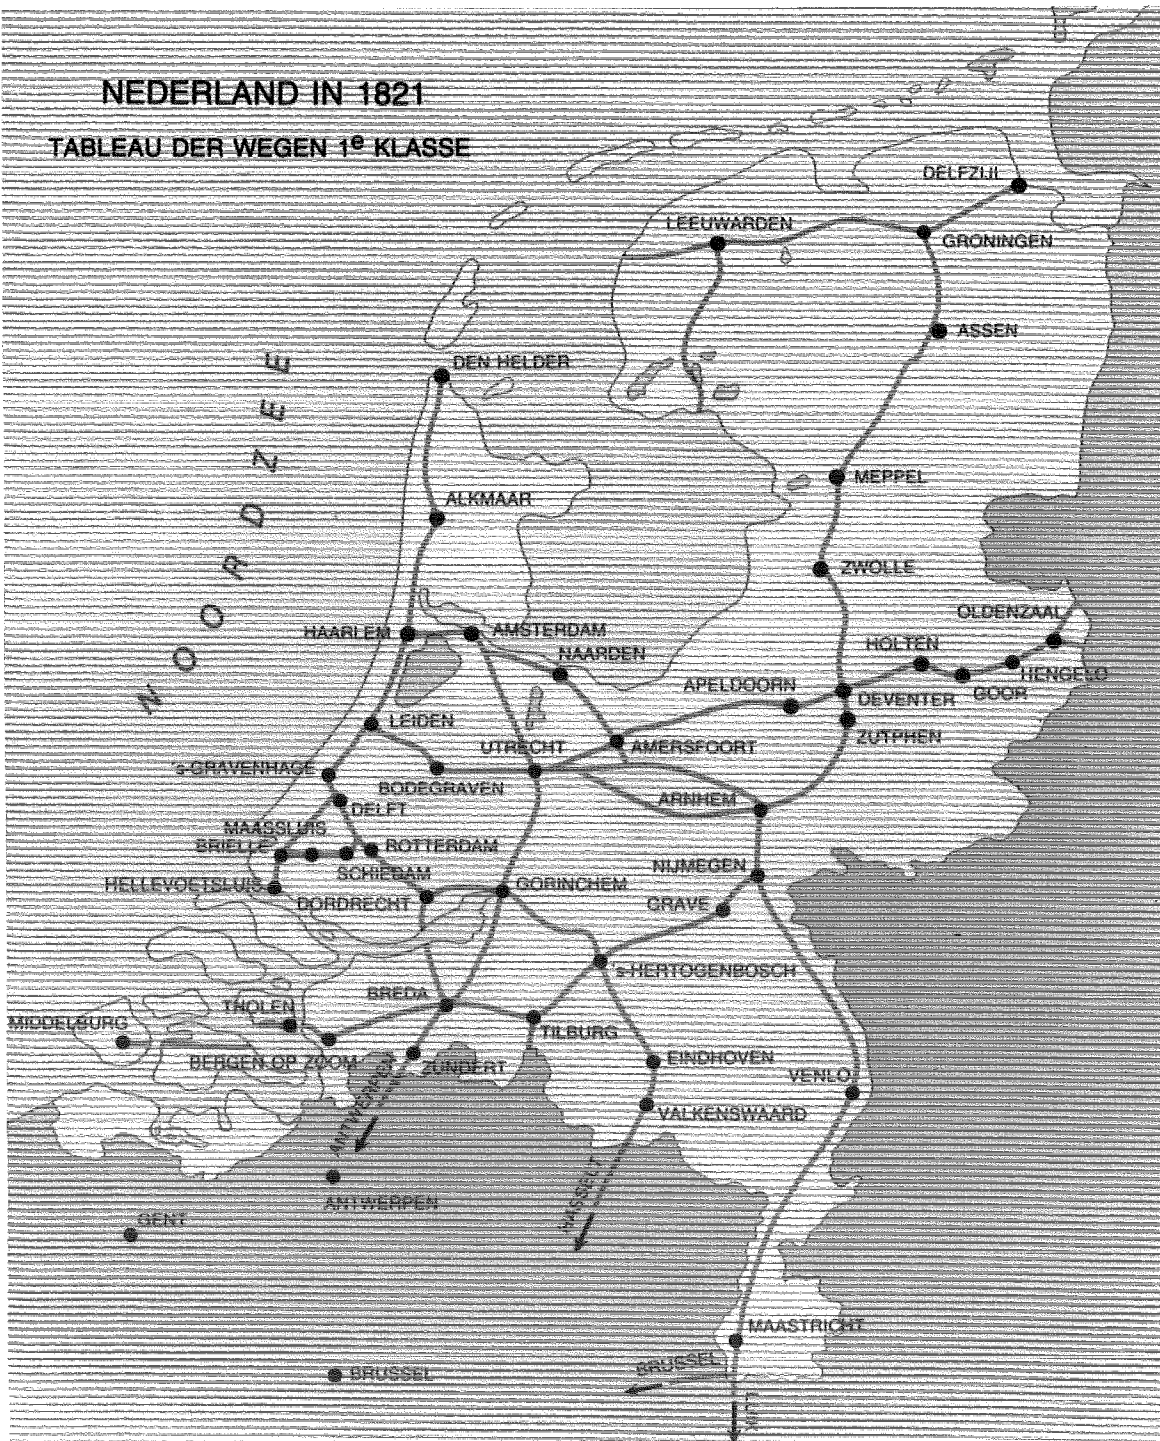 NEDERLAND IN 1821
TABLEAU DER WEGEN 1e KLASSE
DELFZIJL
LEEUWARDEN
GRONINGEN
ASSEN
DEN HELDER
NOORDZEE
MEPPEL
ALKMAAR
ZWOLLE
OLDENZAAL
HAARLEM
AMSTERDAM
HOLTEN
NAARDEN
HENGELO
APELDOORN
GOOR
DEVENTER
LEIDEN
ZUTPHEN
UTRECHT
AMERSFOORT
's-GRAVENHAGE
BODEGRAVEN
ARNHEM
DELFT
MAASSLUIS
BRIELLE
ROTTERDAM
NIJMEGEN
SCHIEDAM
HELLEVOETSLUIS
GORINCHEM
DORDRECHT
GRAVE
's-HERTOGENBOSCH
BREDA
THOLEN
MIDDELBURG
TILBURG
BERGEN OP ZOOM
ZUNDERT
EINDHOVEN
VENLO
ANTWERPEN
VALKENSWAARD
HASSELT
ANTWERPEN
GENT
MAASTRICHT
BRUSSEL
BRUSSEL
LUIK